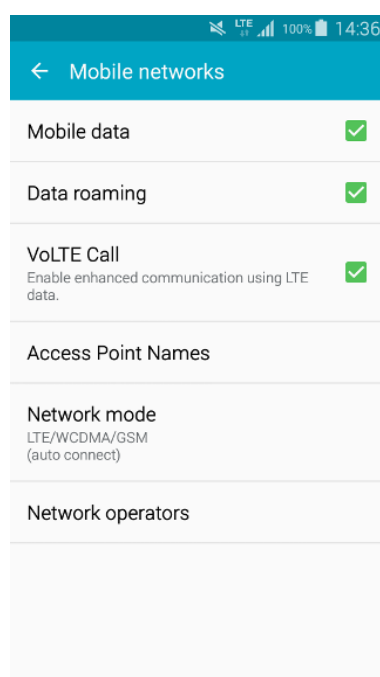 LTE 100% 14:36
Mobile networks
Mobile data
Data roaming
VoLTE Call
Enable enhanced communication using LTE
data.
Access Point Names
Network mode
LTE/WCDMA/GSM
(auto connect)
Network operators